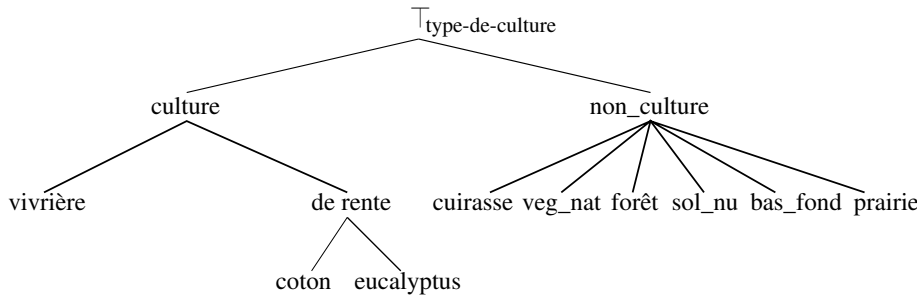 ⊤type-de-culture
culture non_culture
vivrière de rente cuirasse veg_nat forêt sol_nu bas_fond prairie
coton eucalyptus